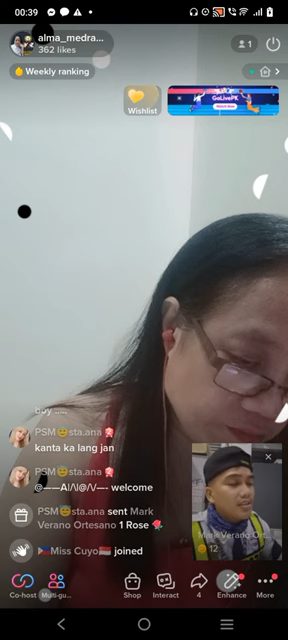 00:39
alma_medra...
362 likes
1
Weekly ranking
Wishlist
GoLivePK
buy .....
PSM😇sta.ana
kanta ka lang jan
PSM😇sta.ana
welcome
PSM😇sta.ana sent Mark
Verano Ortesano 1 Rose 🌹
🇵🇭Miss Cuyo🇸🇬 joined
Mark Verano Ort...
12
Co-host
Multi-gu...
Shop
Interact
4
Enhance
More